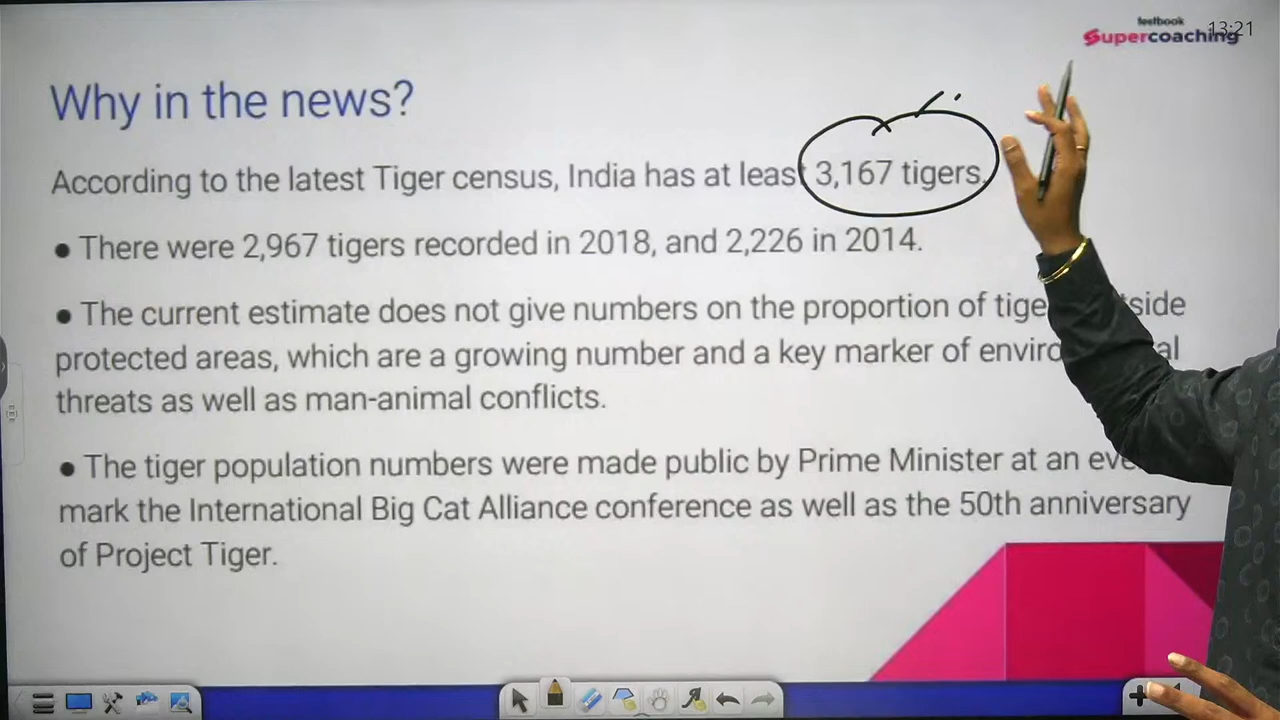 testbook
Supercoaching
13:21
Why in the news?
According to the latest Tiger census, India has at least 3,167 tigers.
● There were 2,967 tigers recorded in 2018, and 2,226 in 2014.
● The current estimate does not give numbers on the proportion of
protected areas, which are a growing number and a key marker of
threats as well as man-animal conflicts.
● The tiger population numbers were made public by Prime Minister at an
mark the International Big Cat Alliance conference as well as the 50th anniversary
of Project Tiger.